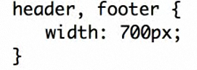 header, footer {
   width: 700px;
}